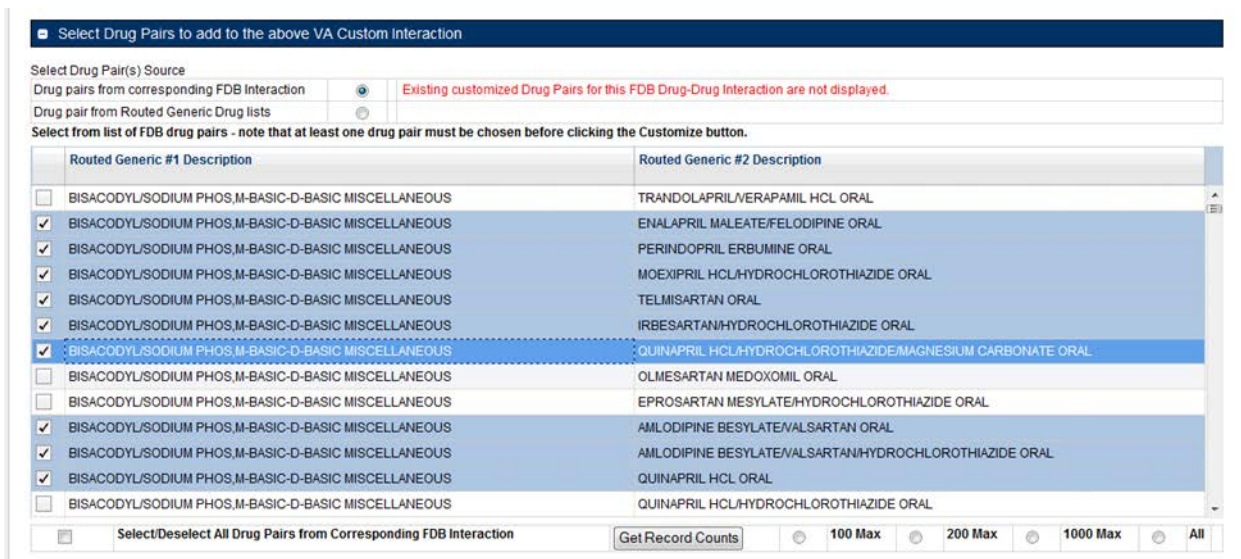 Select Drug Pairs to add to the above VA Custom Interaction
Select Drug Pair(s) Source
Drug pairs from corresponding FDB Interaction Existing customized Drug Pairs for this FDB Drug-Drug Interaction are not displayed.
Drug pair from Routed Generic Drug lists
Select from list of FDB drug pairs - note that at least one drug pair must be chosen before clicking the Customize button.
Routed Generic #1 Description Routed Generic #2 Description
BISACODYL/SODIUM PHOS,M-BASIC-D-BASIC MISCELLANEOUS TRANDOLAPRIL/VERAPAMIL HCL ORAL
BISACODYL/SODIUM PHOS,M-BASIC-D-BASIC MISCELLANEOUS ENALAPRIL MALEATE/FELODIPINE ORAL
BISACODYL/SODIUM PHOS,M-BASIC-D-BASIC MISCELLANEOUS PERINDOPRIL ERBUMINE ORAL
BISACODYL/SODIUM PHOS,M-BASIC-D-BASIC MISCELLANEOUS MOEXIPRIL HCL/HYDROCHLOROTHIAZIDE ORAL
BISACODYL/SODIUM PHOS,M-BASIC-D-BASIC MISCELLANEOUS TELMISARTAN ORAL
BISACODYL/SODIUM PHOS,M-BASIC-D-BASIC MISCELLANEOUS IRBESARTAN/HYDROCHLOROTHIAZIDE ORAL
BISACODYL/SODIUM PHOS,M-BASIC-D-BASIC MISCELLANEOUS QUINAPRIL HCL/HYDROCHLOROTHIAZIDE/MAGNESIUM CARBONATE ORAL
BISACODYL/SODIUM PHOS,M-BASIC-D-BASIC MISCELLANEOUS OLMESARTAN MEDOXOMIL ORAL
BISACODYL/SODIUM PHOS,M-BASIC-D-BASIC MISCELLANEOUS EPROSARTAN MESYLATE/HYDROCHLOROTHIAZIDE ORAL
BISACODYL/SODIUM PHOS,M-BASIC-D-BASIC MISCELLANEOUS AMLODIPINE BESYLATE/VALSARTAN ORAL
BISACODYL/SODIUM PHOS,M-BASIC-D-BASIC MISCELLANEOUS AMLODIPINE BESYLATE/VALSARTAN/HYDROCHLOROTHIAZIDE ORAL
BISACODYL/SODIUM PHOS,M-BASIC-D-BASIC MISCELLANEOUS QUINAPRIL HCL ORAL
BISACODYL/SODIUM PHOS,M-BASIC-D-BASIC MISCELLANEOUS QUINAPRIL HCL/HYDROCHLOROTHIAZIDE ORAL
Select/Deselect All Drug Pairs from Corresponding FDB Interaction Get Record Counts 100 Max 200 Max 1000 Max All